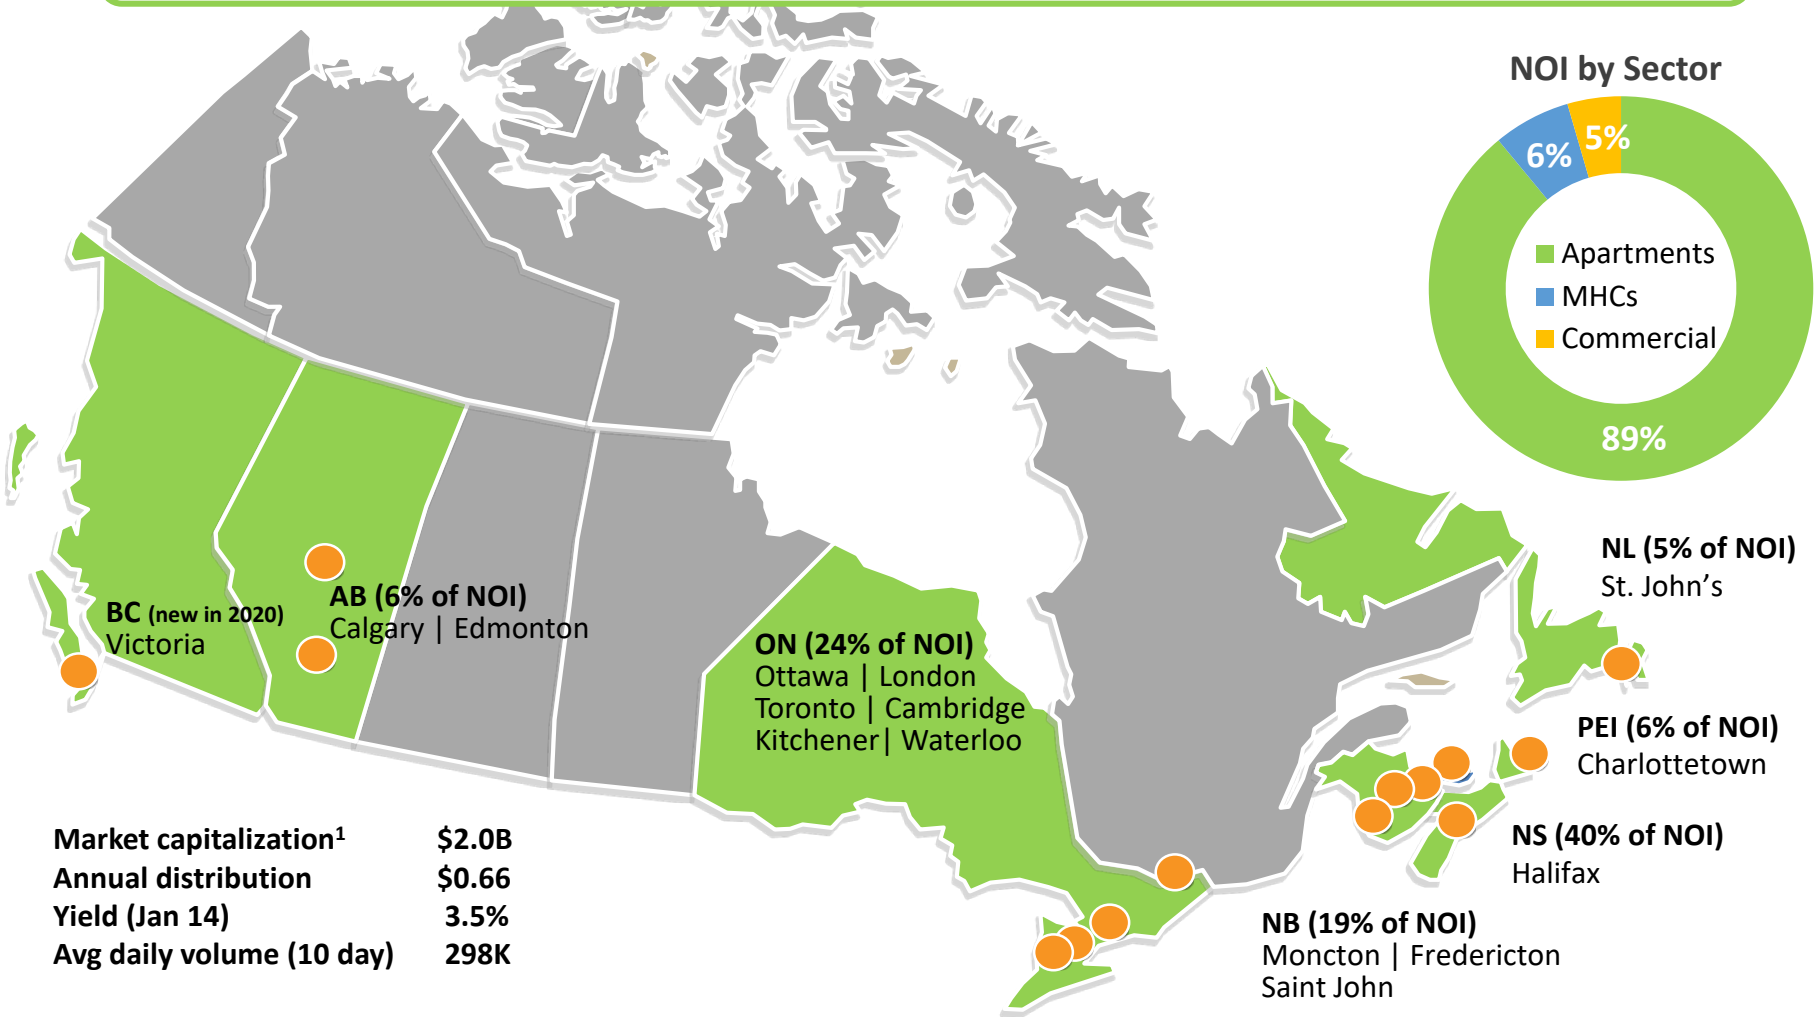 NOI by Sector
5%
6%
Apartments
MHCs
Commercial
89%
NL (5% of NOI)
St. John’s
BC (new in 2020)
Victoria
AB (6% of NOI)
Calgary | Edmonton
ON (24% of NOI)
Ottawa | London
Toronto | Cambridge
Kitchener| Waterloo
PEI (6% of NOI)
Charlottetown
NS (40% of NOI)
Halifax
NB (19% of NOI)
Moncton | Fredericton
Saint John
Market capitalization¹ $2.0B
Annual distribution $0.66
Yield (Jan 14) 3.5%
Avg daily volume (10 day) 298K